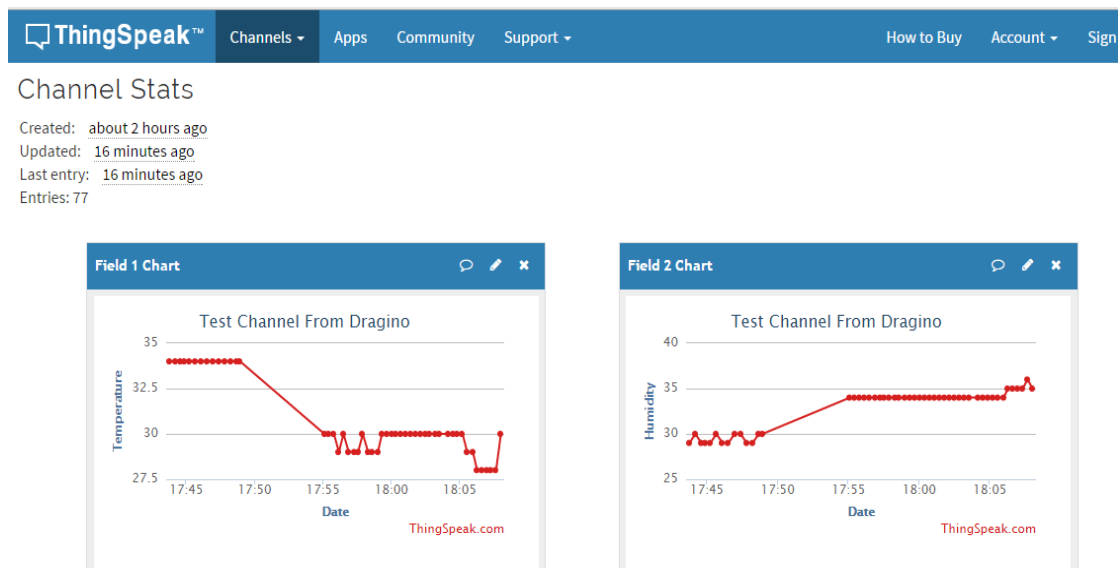 ThingSpeak™ Channels Apps Community Support How to Buy Account Sign
Channel Stats
Created: about 2 hours ago
Updated: 16 minutes ago
Last entry: 16 minutes ago
Entries: 77
Field 1 Chart
Test Channel From Dragino
35
32.5
30
27.5
Temperature
17:45 17:50 17:55 18:00 18:05
Date
ThingSpeak.com
Field 2 Chart
Test Channel From Dragino
40
35
30
25
Humidity
17:45 17:50 17:55 18:00 18:05
Date
ThingSpeak.com